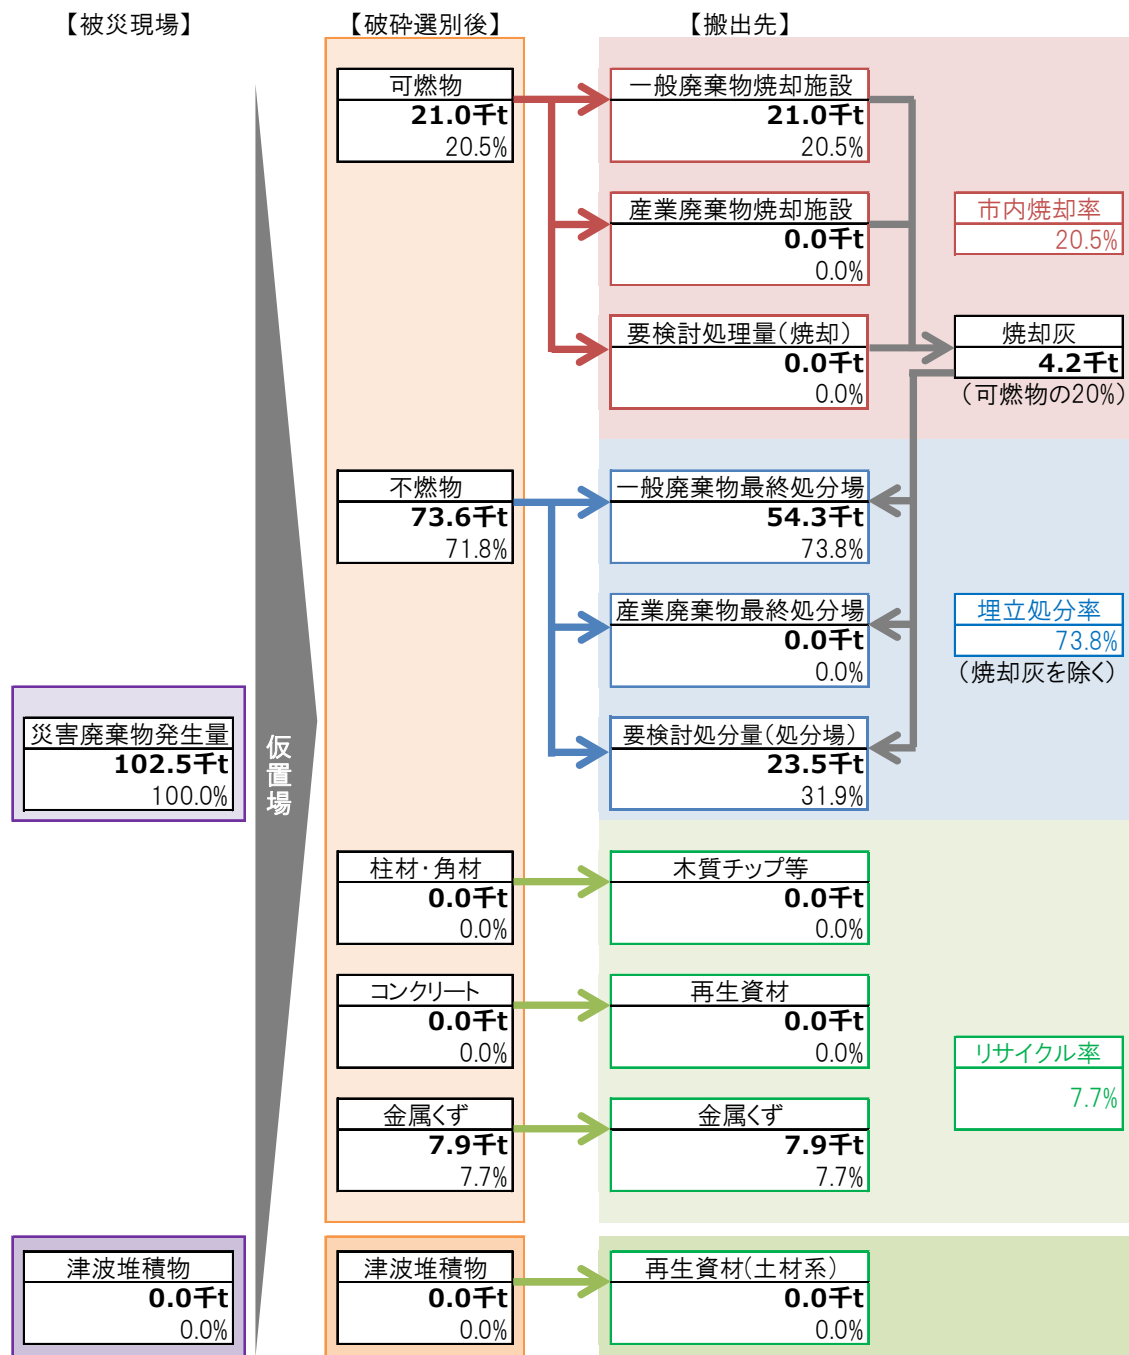 【被災現場】
【破砕選別後】
【搬出先】
可燃物
21.0千t
20.5%
一般廃棄物焼却施設
21.0千t
20.5%
産業廃棄物焼却施設
0.0千t
0.0%
市内焼却率
20.5%
要検討処理量(焼却)
0.0千t
0.0%
焼却灰
4.2千t
(可燃物の20%)
不燃物
73.6千t
71.8%
一般廃棄物最終処分場
54.3千t
73.8%
産業廃棄物最終処分場
0.0千t
0.0%
埋立処分率
73.8%
(焼却灰を除く)
災害廃棄物発生量
102.5千t
100.0%
仮置場
要検討処分量(処分場)
23.5千t
31.9%
柱材・角材
0.0千t
0.0%
木質チップ等
0.0千t
0.0%
コンクリート
0.0千t
0.0%
再生資材
0.0千t
0.0%
リサイクル率
7.7%
金属くず
7.9千t
7.7%
金属くず
7.9千t
7.7%
津波堆積物
0.0千t
0.0%
津波堆積物
0.0千t
0.0%
再生資材(土材系)
0.0千t
0.0%